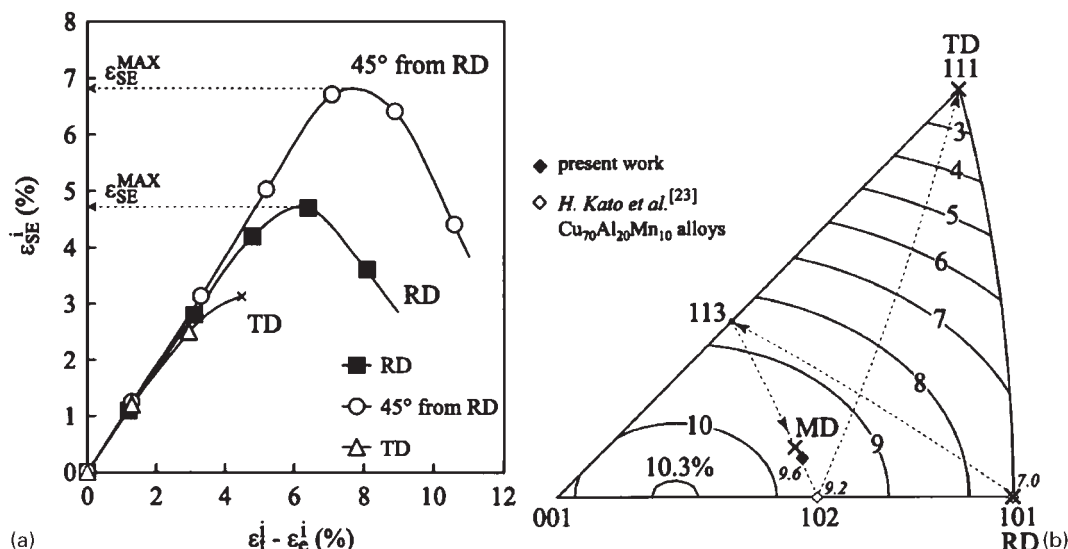 8
7
6
5
4
3
2
1
0
ε_SE^MAX
ε_SE^MAX
45° from RD
RD
TD
RD
45° from RD
TD
0 2 4 6 8 10 12
ε_SE^i (%)
ε_t^i - ε_e^i (%)
(a)
TD
111
present work
H. Kato et al.[23]
Cu70Al20Mn10 alloys
3
4
5
6
7
8
9
10
10.3%
113
MD
9.6
9.2
7.0
001
102
101
RD
(b)